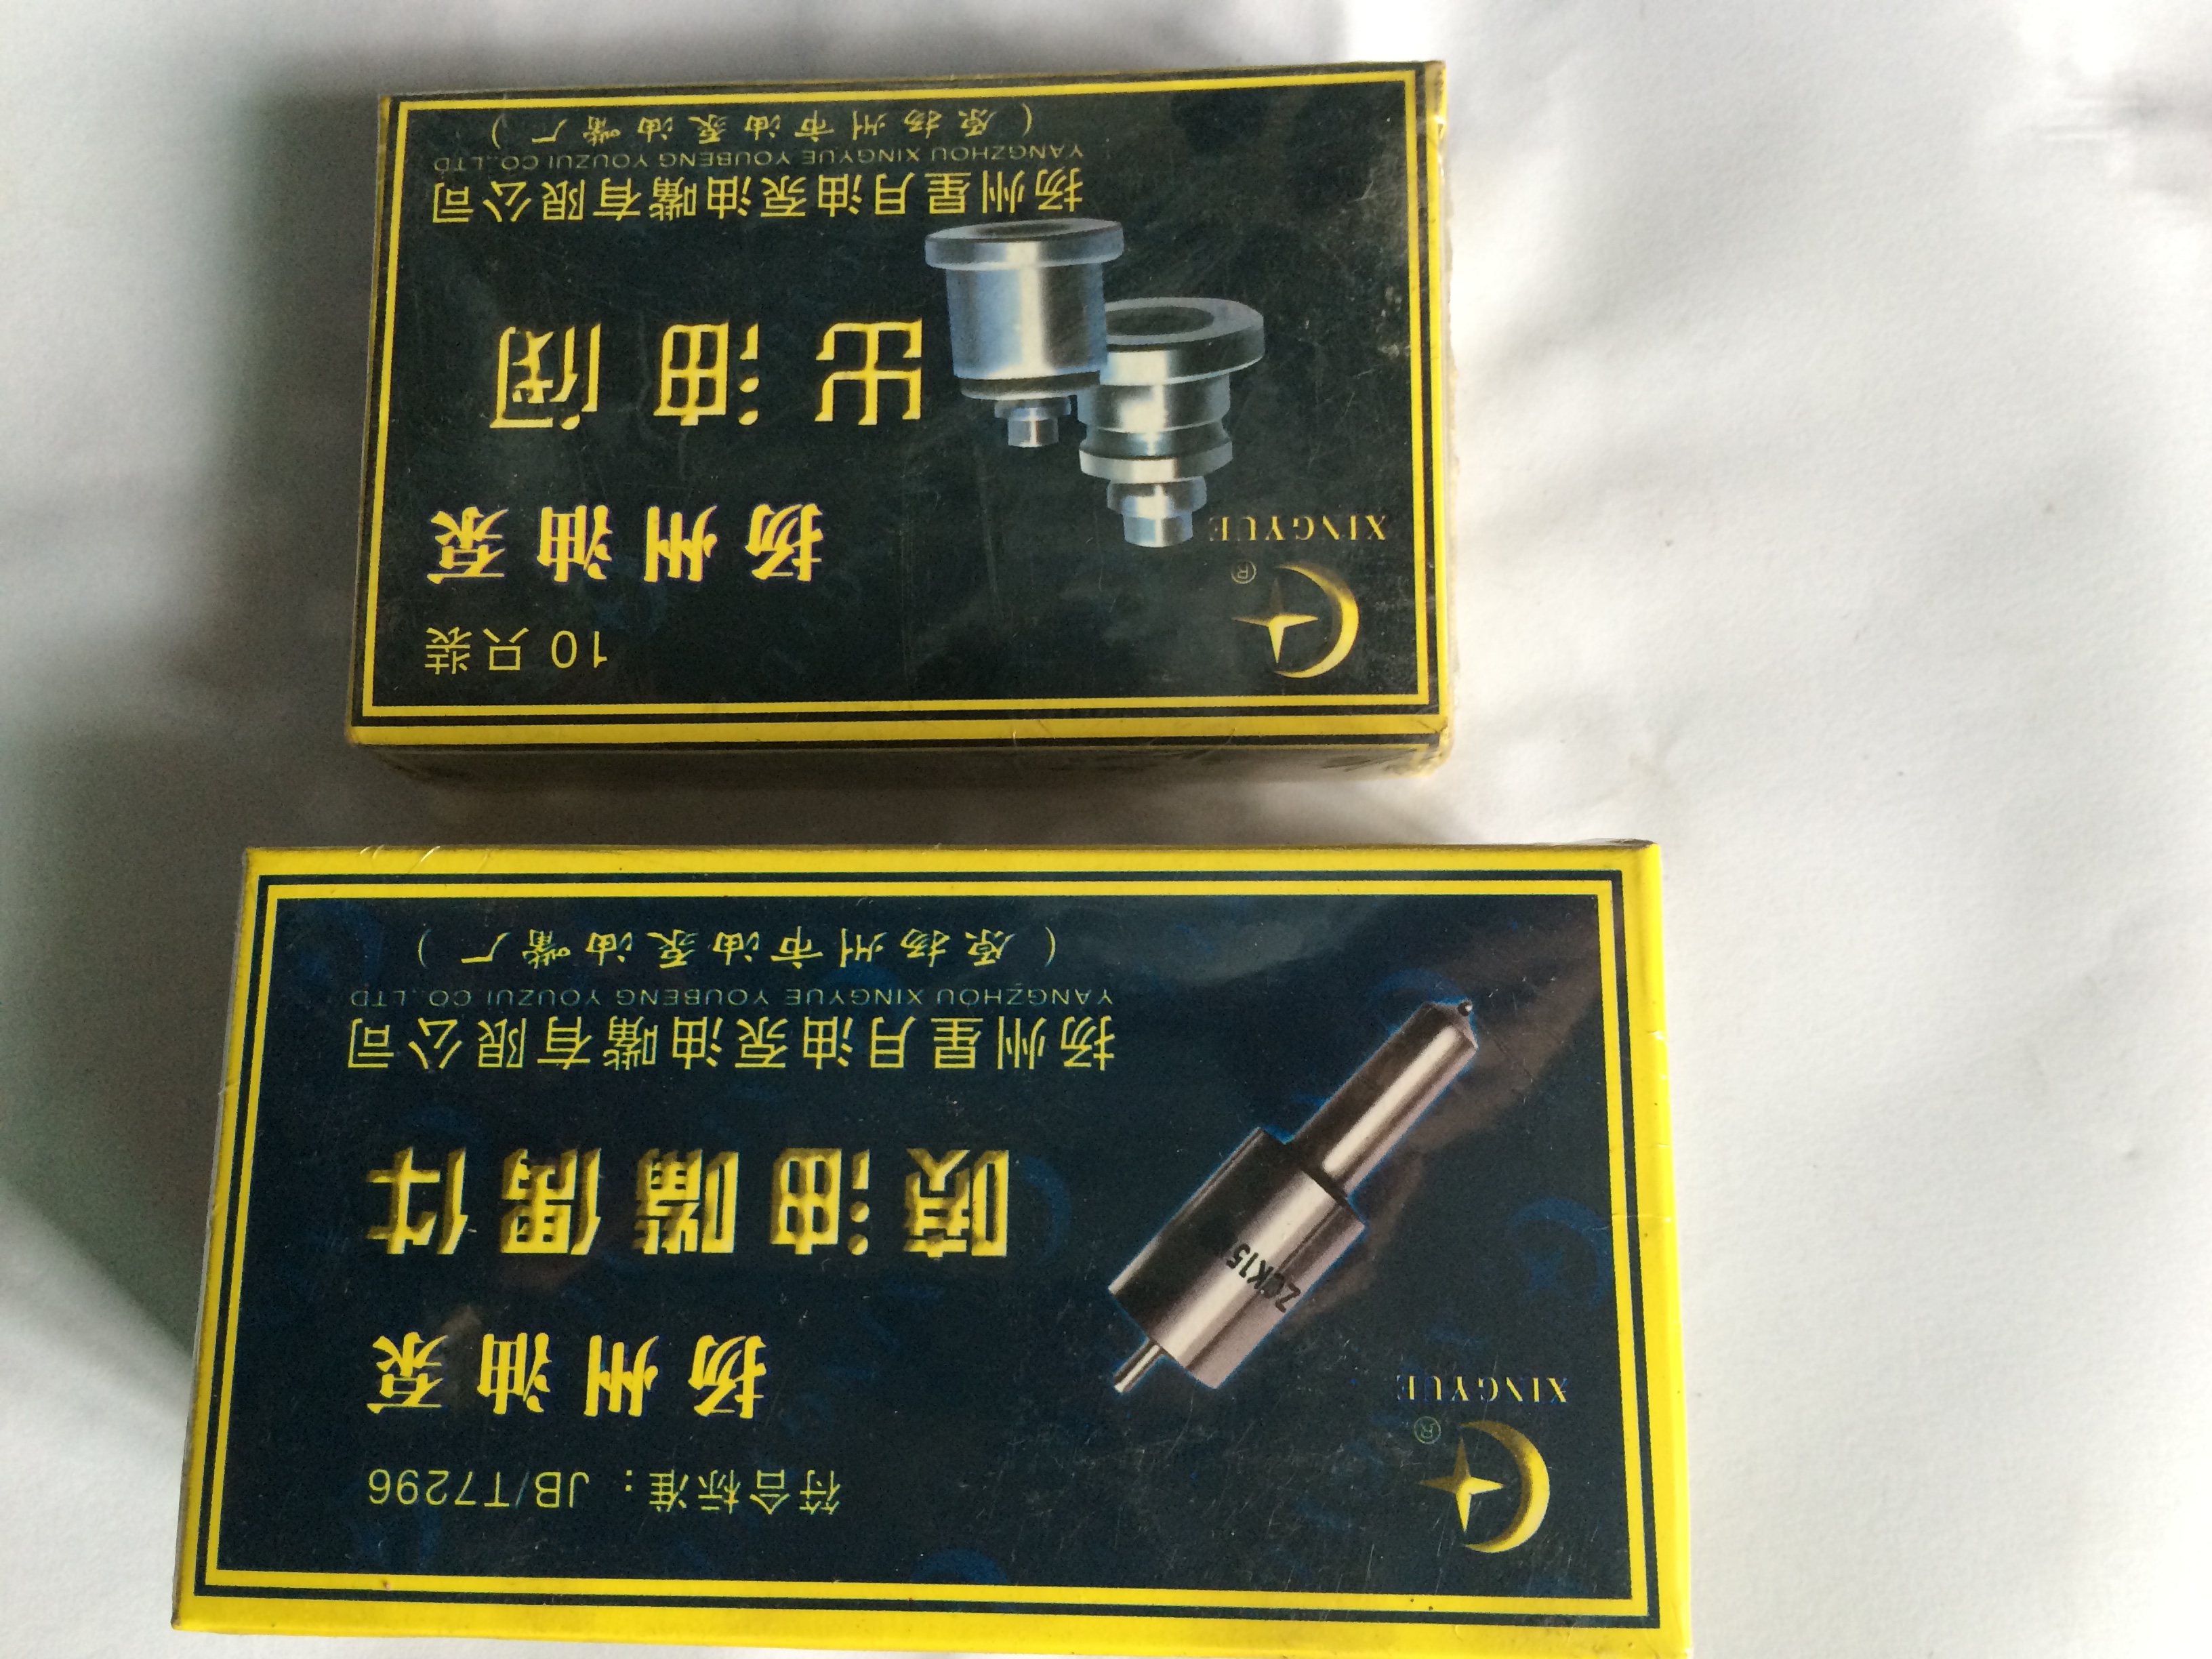 符合标准：JB/T7296
XINGYUE
®
扬州油泵
喷油嘴偶件
ZCK15
扬州星月油泵油嘴有限公司
YANGZHOU XINGYUE YOUBENG YOUZUI CO.,LTD
（原扬州市油泵油嘴厂）
10只装
XINGYUE
®
扬州油泵
出油阀
扬州星月油泵油嘴有限公司
YANGZHOU XINGYUE YOUBENG YOUZUI CO.,LTD
（原扬州市油泵油嘴厂）